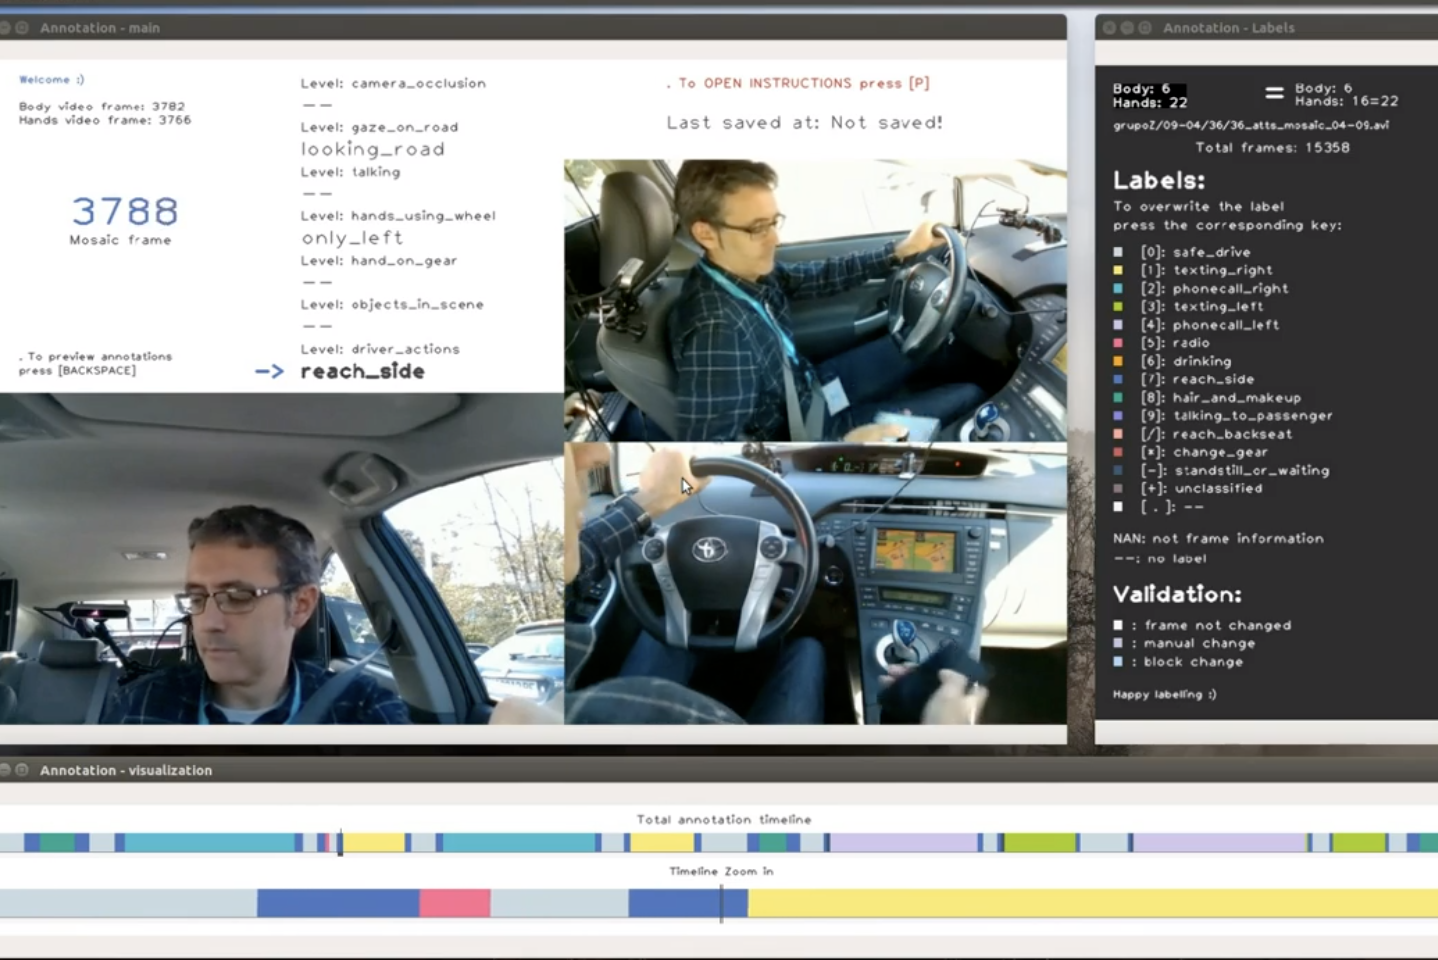 Annotation - main
Welcome :)
Body video frame: 3782
Hands video frame: 3766
3788
Mosaic frame
. To preview annotations
press [BACKSPACE]
Level: camera_occlusion
--
Level: gaze_on_road
looking_road
Level: talking
--
Level: hands_using_wheel
only_left
Level: hand_on_gear
--
Level: objects_in_scene
--
Level: driver_actions
--> reach_side
. To OPEN INSTRUCTIONS press [P]
Last saved at: Not saved!
Annotation - Labels
Body: 6
Hands: 22
=
Body: 6
Hands: 16=22
grupoZ/09-04/36/36_atts_mosaic_04-09.avi
Total frames: 15358
Labels:
To overwrite the label
press the corresponding key:
[0]: safe_drive
[1]: texting_right
[2]: phonecall_right
[3]: texting_left
[4]: phonecall_left
[5]: radio
[6]: drinking
[7]: reach_side
[8]: hair_and_makeup
[9]: talking_to_passenger
[/]: reach_backseat
[*]: change_gear
[-]: standstill_or_waiting
[+]: unclassified
[ . ]: --
NAN: not frame information
--: no label
Validation:
: frame not changed
: manual change
: block change
Happy labelling :)
Annotation - visualization
Total annotation timeline
Timeline Zoom in